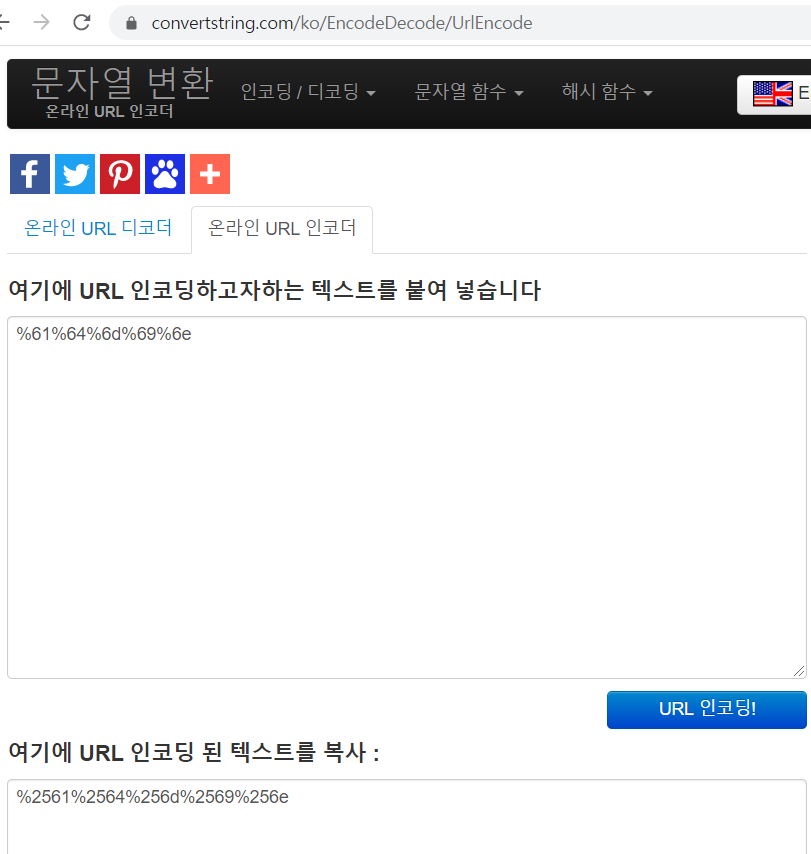 convertstring.com/ko/EncodeDecode/UrlEncode
문자열 변환
온라인 URL 인코더
인코딩 / 디코딩
문자열 함수
해시 함수
E
온라인 URL 디코더
온라인 URL 인코더
여기에 URL 인코딩하고자하는 텍스트를 붙여 넣습니다
%61%64%6d%69%6e
URL 인코딩!
여기에 URL 인코딩 된 텍스트를 복사 :
%2561%2564%256d%2569%256e